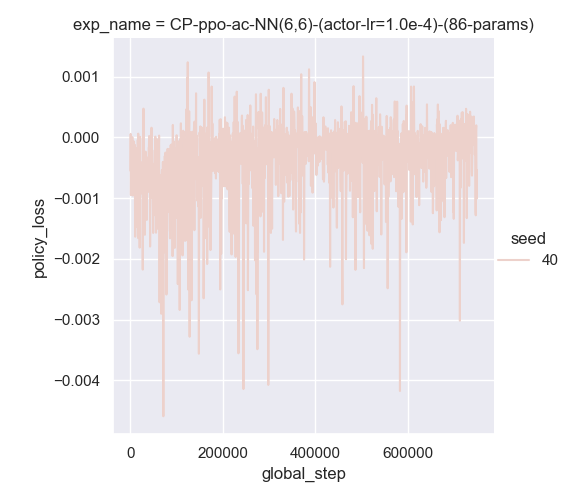 exp_name = CP-ppo-ac-NN(6,6)-(actor-lr=1.0e-4)-(86-params)
0.001
0.000
−0.001
−0.002
−0.003
−0.004
policy_loss
0
200000
400000
600000
global_step
seed
40